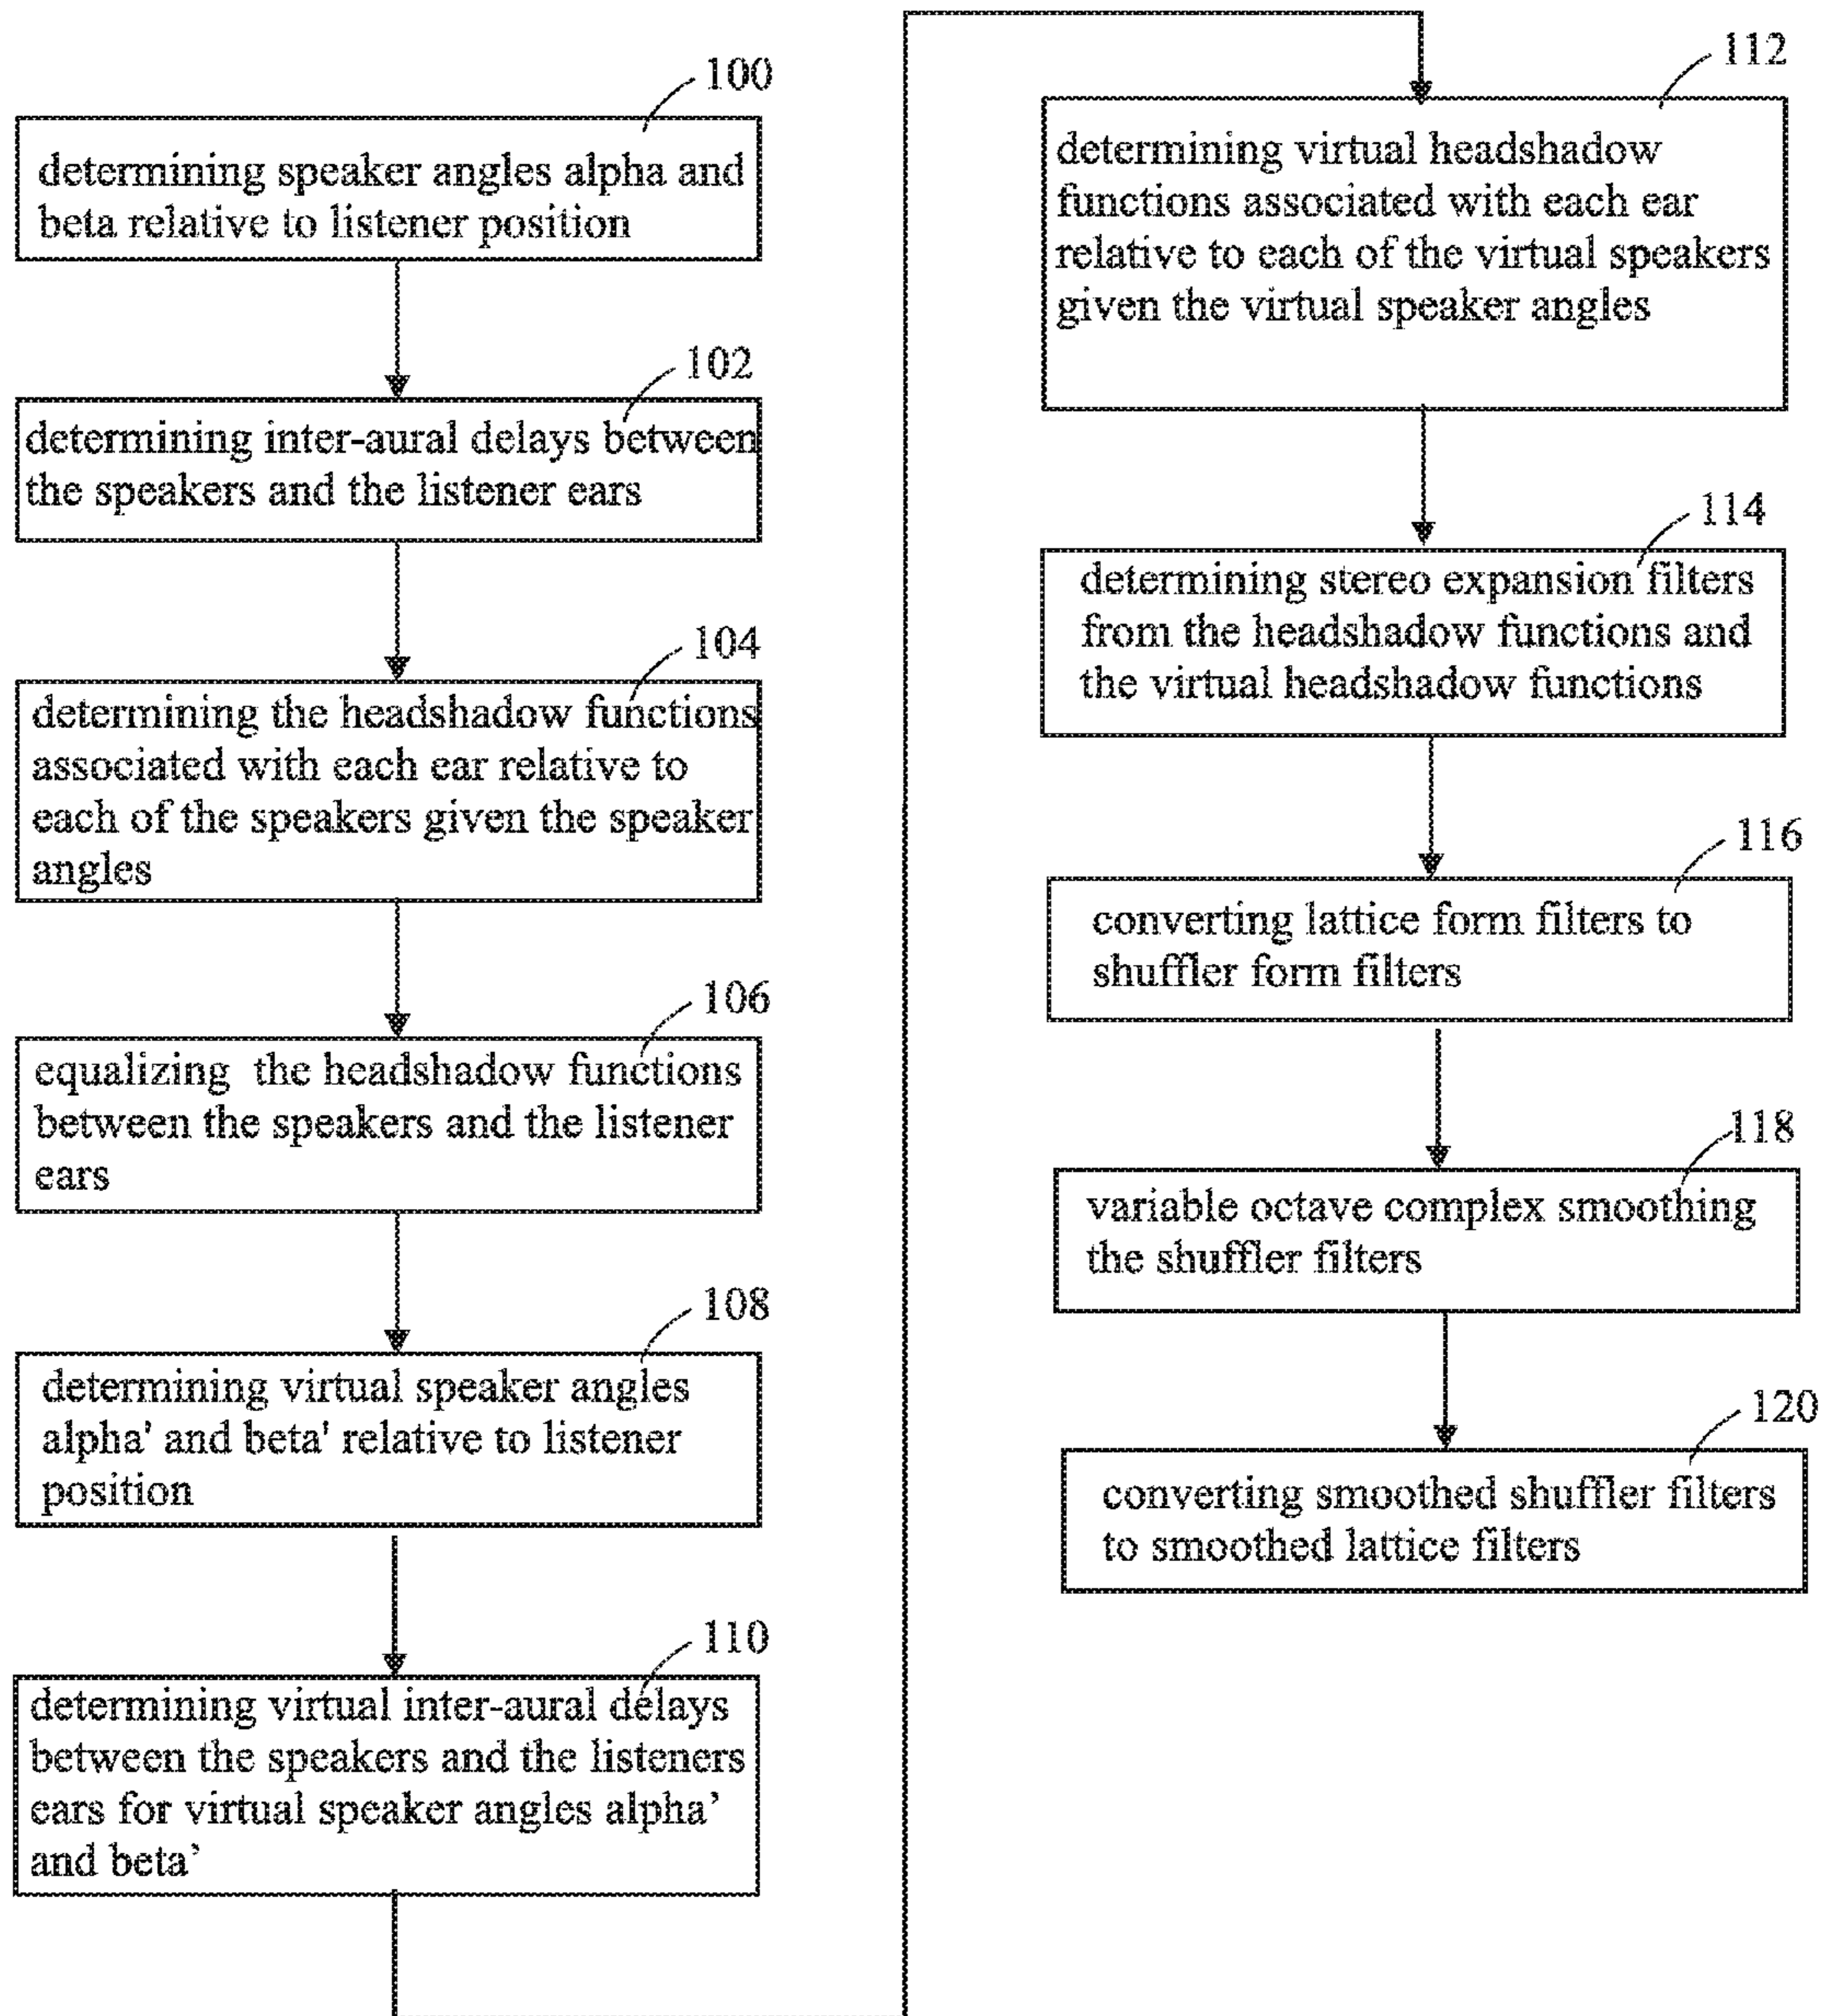 100
determining speaker angles alpha and
beta relative to listener position
102
determining inter-aural delays between
the speakers and the listener ears
104
determining the headshadow functions
associated with each ear relative to
each of the speakers given the speaker
angles
106
equalizing the headshadow functions
between the speakers and the listener
ears
108
determining virtual speaker angles
alpha' and beta' relative to listener
position
110
determining virtual inter-aural delays
between the speakers and the listeners
ears for virtual speaker angles alpha’
and beta’
112
determining virtual headshadow
functions associated with each ear
relative to each of the virtual speakers
given the virtual speaker angles
114
determining stereo expansion filters
from the headshadow functions and
the virtual headshadow functions
116
converting lattice form filters to
shuffler form filters
118
variable octave complex smoothing
the shuffler filters
120
converting smoothed shuffler filters
to smoothed lattice filters